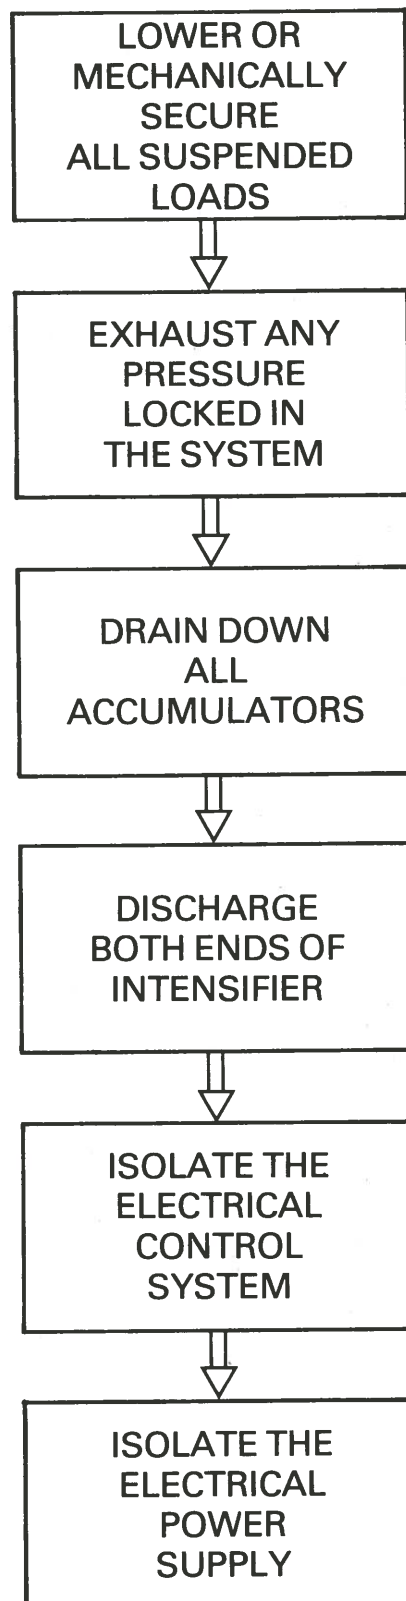 LOWER OR
MECHANICALLY
SECURE
ALL SUSPENDED
LOADS
EXHAUST ANY
PRESSURE
LOCKED IN
THE SYSTEM
DRAIN DOWN
ALL
ACCUMULATORS
DISCHARGE
BOTH ENDS OF
INTENSIFIER
ISOLATE THE
ELECTRICAL
CONTROL
SYSTEM
ISOLATE THE
ELECTRICAL
POWER
SUPPLY